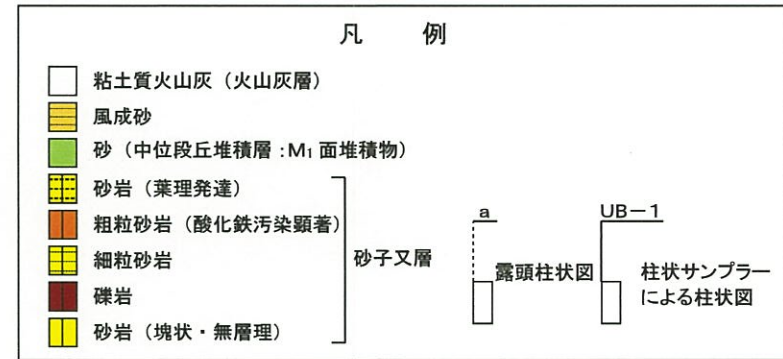 凡　例
粘土質火山灰（火山灰層）
風成砂
砂（中位段丘堆積層：M₁面堆積物）
砂岩（葉理発達）
粗粒砂岩（酸化鉄汚染顕著）
細粒砂岩
礫岩
砂岩（塊状・無層理）
砂子又層
a
露頭柱状図
UB－1
柱状サンプラー
による柱状図